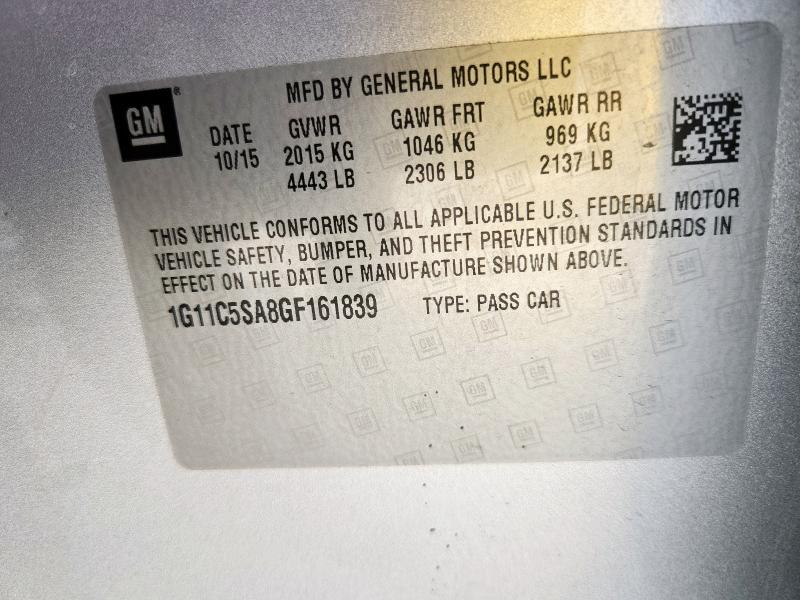 GM
MFD BY GENERAL MOTORS LLC
DATE GVWR GAWR FRT GAWR RR
10/15 2015 KG 1046 KG 969 KG
4443 LB 2306 LB 2137 LB
THIS VEHICLE CONFORMS TO ALL APPLICABLE U.S. FEDERAL MOTOR
VEHICLE SAFETY, BUMPER, AND THEFT PREVENTION STANDARDS IN
EFFECT ON THE DATE OF MANUFACTURE SHOWN ABOVE.
1G11C5SA8GF161839 TYPE: PASS CAR